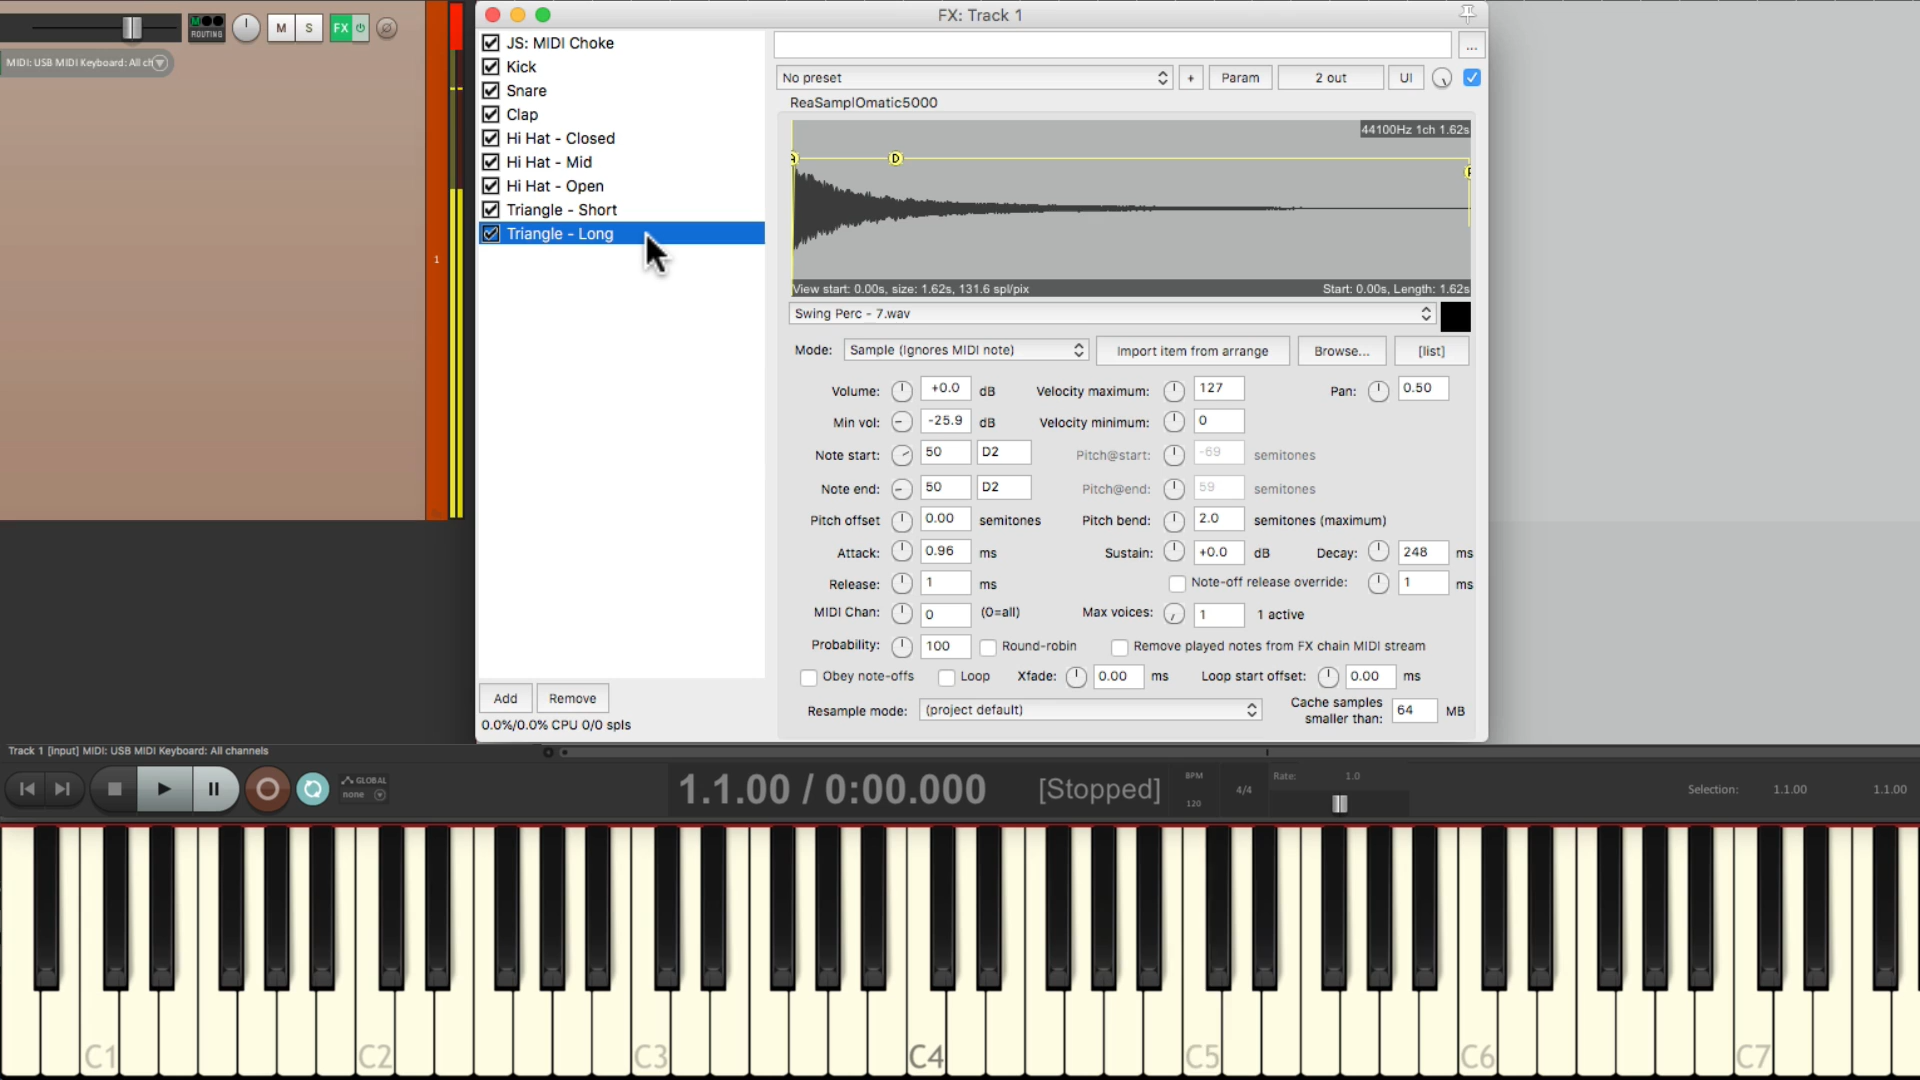 FX: Track 1
ROUTING
M
S
FX
MIDI: USB MIDI Keyboard: All ch
1
JS: MIDI Choke
Kick
Snare
Clap
Hi Hat - Closed
Hi Hat - Mid
Hi Hat - Open
Triangle - Short
Triangle - Long
Add
Remove
0.0%/0.0% CPU 0/0 spls
...
No preset
+
Param
2 out
UI
ReaSamplOmatic5000
44100Hz 1ch 1.62s
A
D
View start: 0.00s, size: 1.62s, 131.6 spl/pix
Start: 0.00s, Length: 1.62s
Swing Perc - 7.wav
Mode: Sample (Ignores MIDI note)
Import item from arrange
Browse...
[list]
Volume: +0.0 dB Velocity maximum: 127 Pan: 0.50
Min vol: -25.9 dB Velocity minimum: 0
Note start: 50 D2 Pitch@start: -69 semitones
Note end: 50 D2 Pitch@end: 59 semitones
Pitch offset 0.00 semitones Pitch bend: 2.0 semitones (maximum)
Attack: 0.96 ms Sustain: +0.0 dB Decay: 248 ms
Release: 1 ms Note-off release override: 1 ms
MIDI Chan: 0 (0=all) Max voices: 1 1 active
Probability: 100 Round-robin Remove played notes from FX chain MIDI stream
Obey note-offs Loop Xfade: 0.00 ms Loop start offset: 0.00 ms
Resample mode: (project default) Cache samples
smaller than: 64 MB
Track 1 [Input] MIDI: USB MIDI Keyboard: All channels
GLOBAL
none
1.1.00 / 0:00.000
[Stopped]
BPM
120
4/4
Rate: 1.0
Selection: 1.1.00 1.1.00
C1 C2 C3 C4 C5 C6 C7